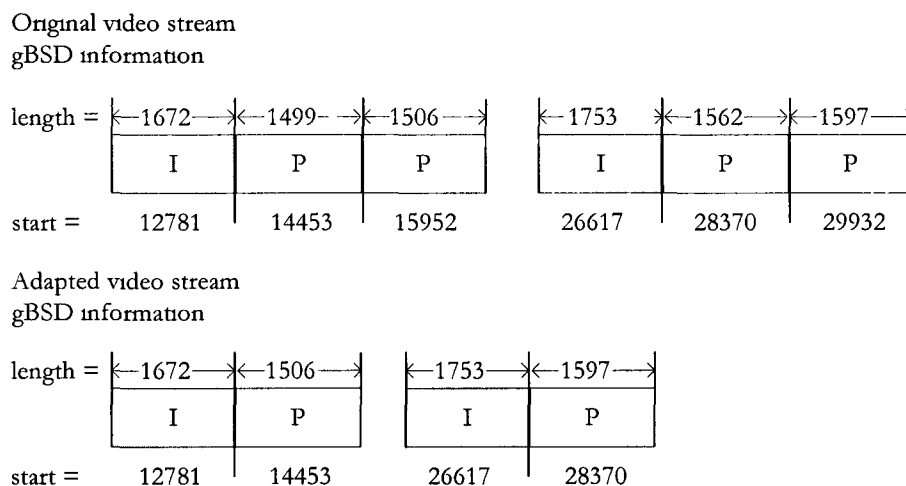 Original video stream
gBSD information
length = 1672 1499 1506 1753 1562 1597
I P P I P P
start = 12781 14453 15952 26617 28370 29932
Adapted video stream
gBSD information
length = 1672 1506 1753 1597
I P I P
start = 12781 14453 26617 28370